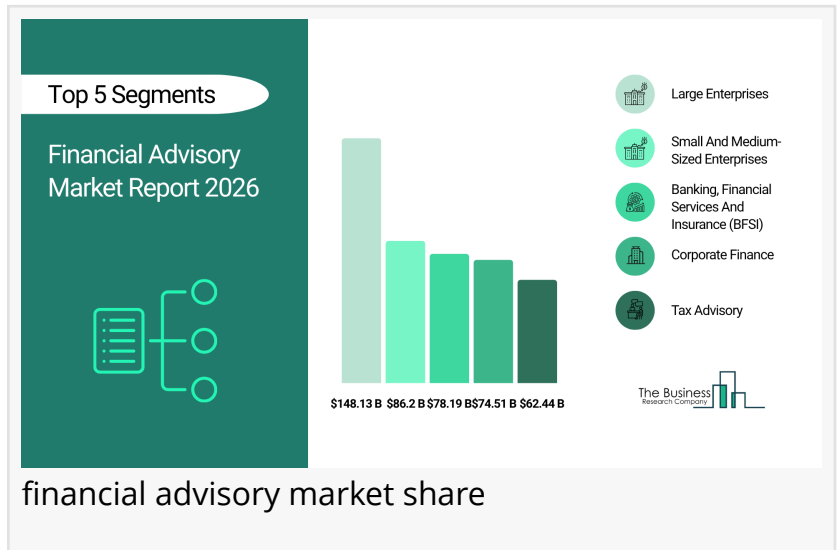 Top 5 Segments
Financial Advisory
Market Report 2026
$148.13 B $86.2 B $78.19 B $74.51 B $62.44 B
Large Enterprises
Small And Medium-
Sized Enterprises
Banking, Financial
Services And
Insurance (BFSI)
Corporate Finance
Tax Advisory
The Business
Research Company
financial advisory market share